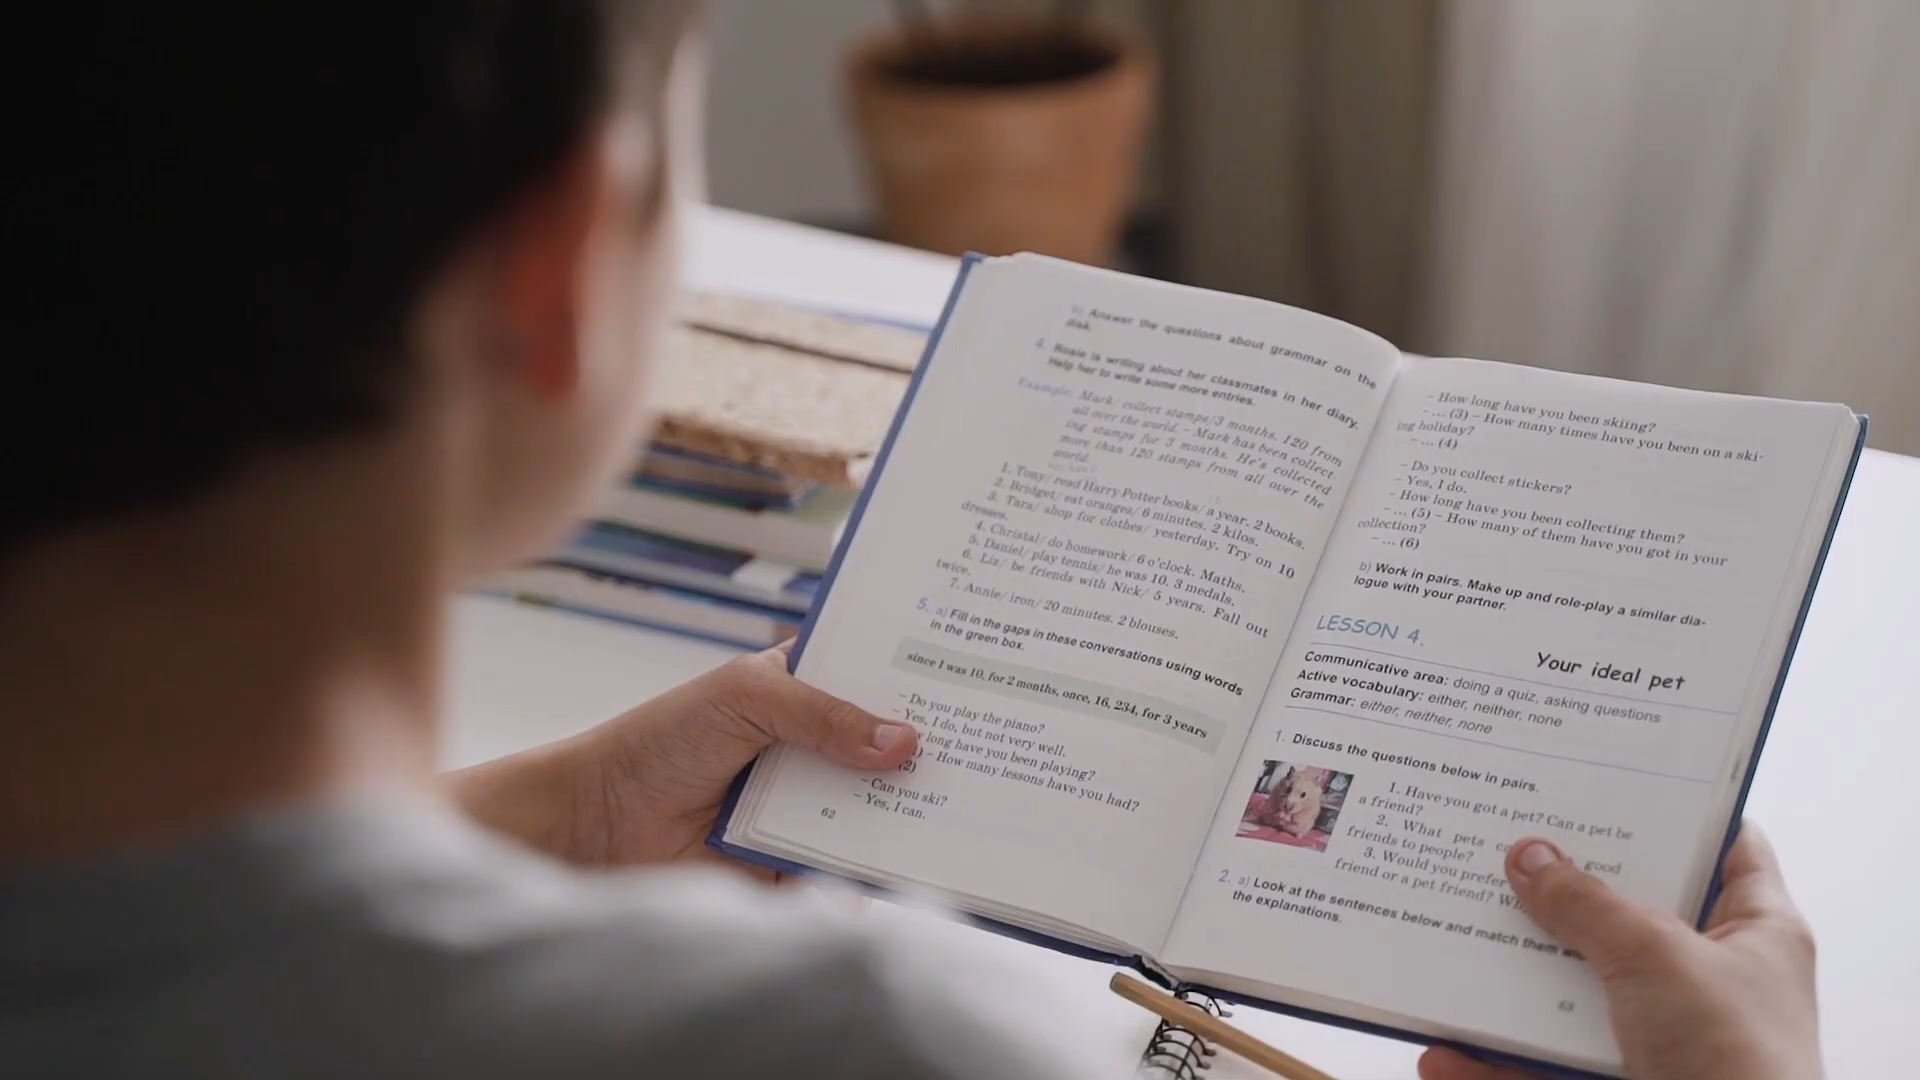 b) Answer the questions about grammar on the
disk.
4. Rosie is writing about her classmates in her diary.
Help her to write some more entries.
Example: Mark/ collect stamps/3 months. 120 from
all over the world. – Mark has been collect-
ing stamps for 3 months. He's collected
more than 120 stamps from all over the
world.
1. Tony/ read Harry Potter books/ a year. 2 books.
2. Bridget/ eat oranges/ 6 minutes. 2 kilos.
3. Tara/ shop for clothes/ yesterday. Try on 10
dresses.
4. Christal/ do homework/ 6 o'clock. Maths.
5. Daniel/ play tennis/ he was 10. 3 medals.
6. Liz/ be friends with Nick/ 5 years. Fall out
twice.
7. Annie/ iron/ 20 minutes. 2 blouses.
5. a) Fill in the gaps in these conversations using words
in the green box.
since I was 10, for 2 months, once, 16, 234, for 3 years
– Do you play the piano?
– Yes, I do, but not very well.
long have you been playing?
– How many lessons have you had?
(2)
– Can you ski?
– Yes, I can.
62
– How long have you been skiing?
– ... (3) – How many times have you been on a ski-
ing holiday?
– ... (4)
– Do you collect stickers?
– Yes, I do.
– How long have you been collecting them?
– ... (5) – How many of them have you got in your
collection?
– ... (6)
b) Work in pairs. Make up and role-play a similar dia-
logue with your partner.
LESSON 4.
Your ideal pet
Communicative area: doing a quiz, asking questions
Active vocabulary: either, neither, none
Grammar: either, neither, none
1. Discuss the questions below in pairs.
1. Have you got a pet? Can a pet be
a friend?
2. What pets good
friends to people?
3. Would you prefer
friend or a pet friend?
2. a) Look at the sentences below and match them
the explanations.
63